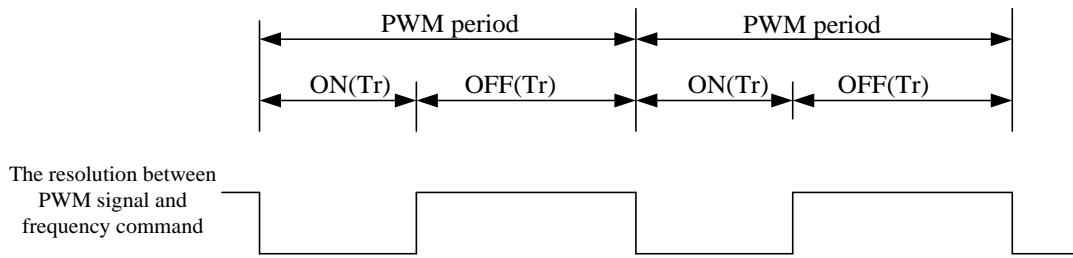 PWM period PWM period
ON(Tr) OFF(Tr) ON(Tr) OFF(Tr)
The resolution between
PWM signal and
frequency command